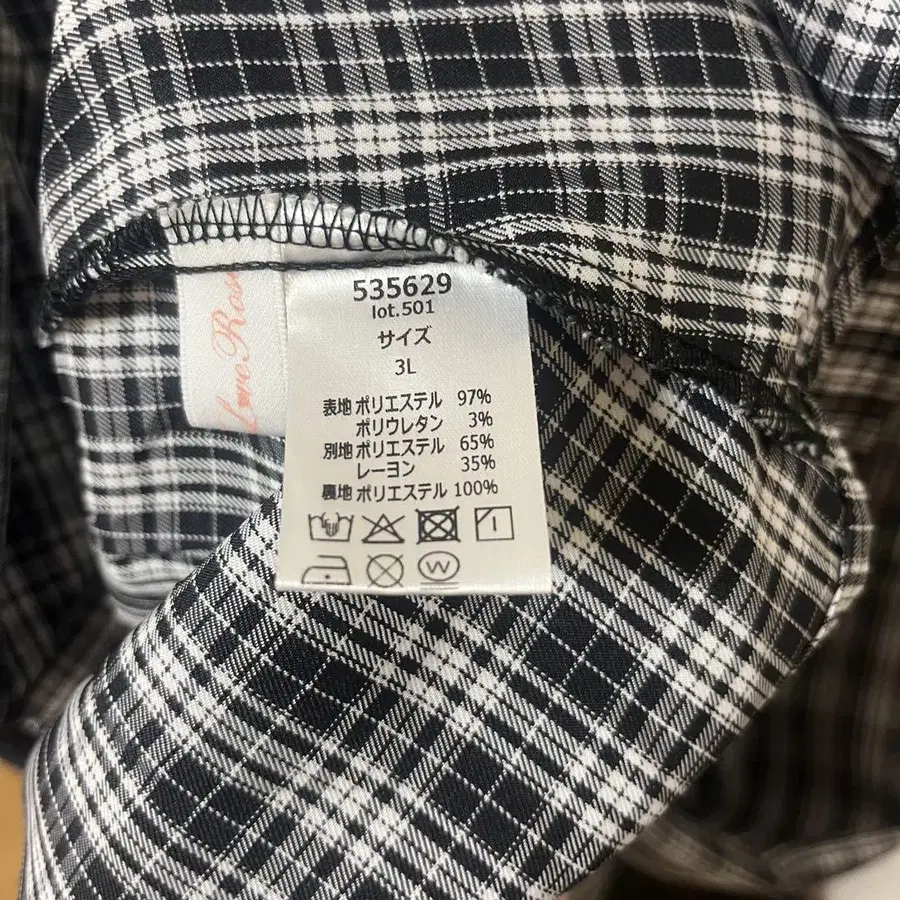 Love Rose
535629
lot.501
サイズ
3L
表地 ポリエステル 97%
ポリウレタン 3%
別地 ポリエステル 65%
レーヨン 35%
裏地 ポリエステル 100%
W